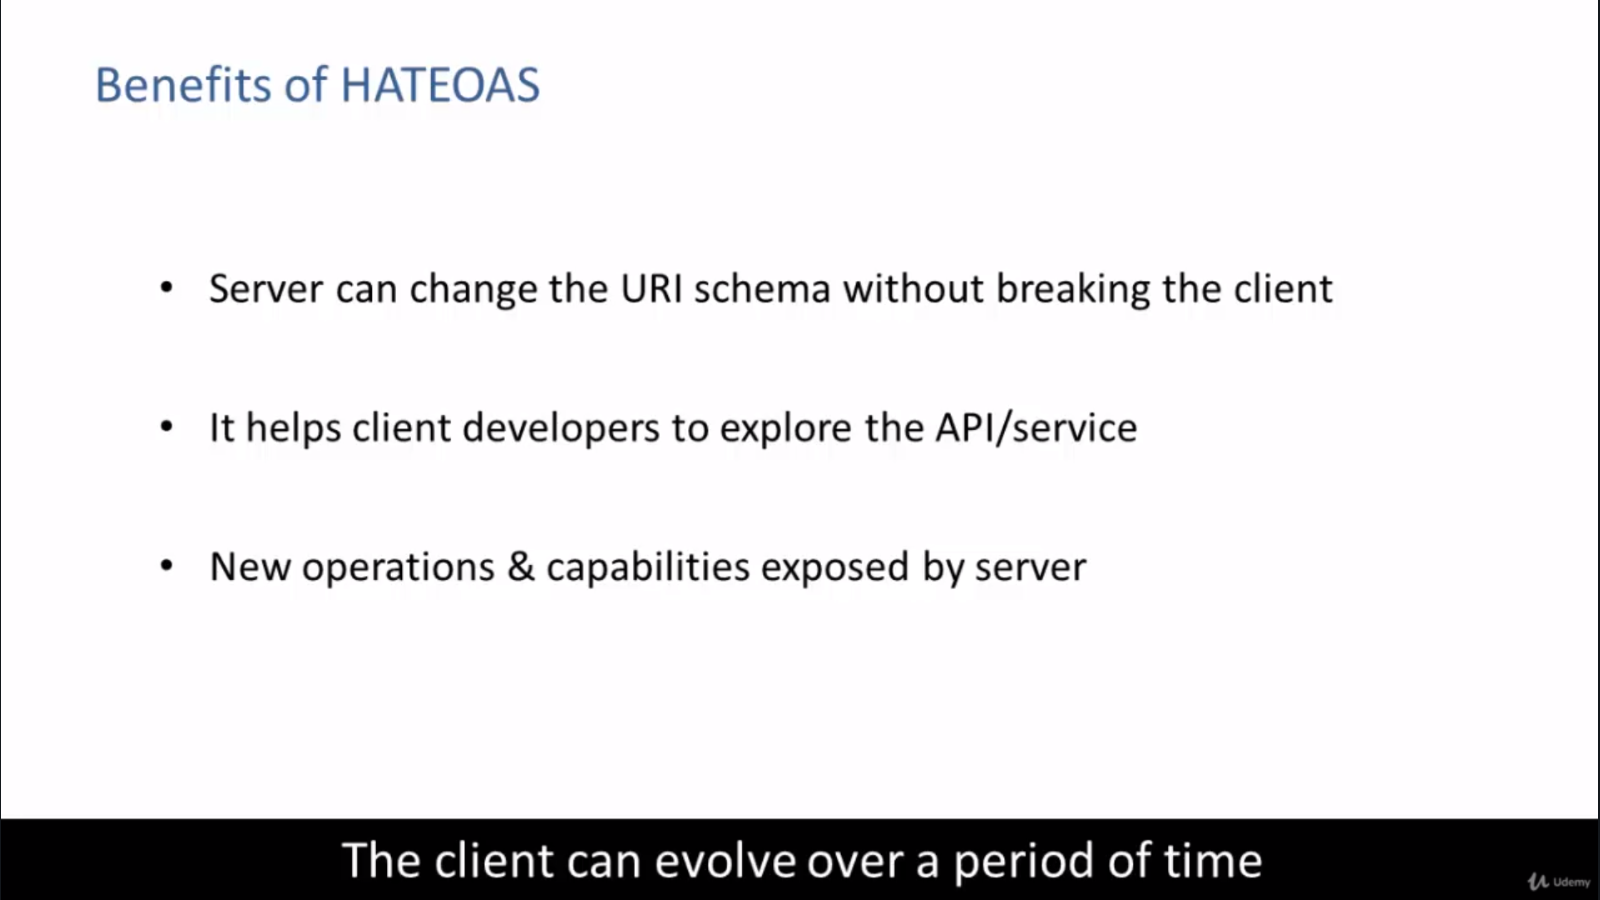 Benefits of HATEOAS
• Server can change the URI schema without breaking the client
• It helps client developers to explore the API/service
• New operations & capabilities exposed by server
The client can evolve over a period of time
Udemy